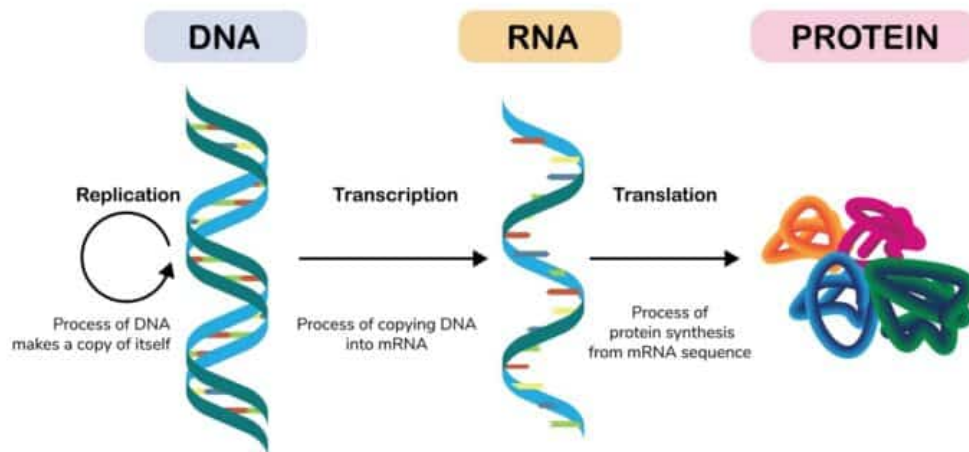 DNA
RNA
PROTEIN
Replication
Transcription
Translation
Process of DNA
makes a copy of itself
Process of copying DNA
into mRNA
Process of
protein synthesis
from mRNA sequence